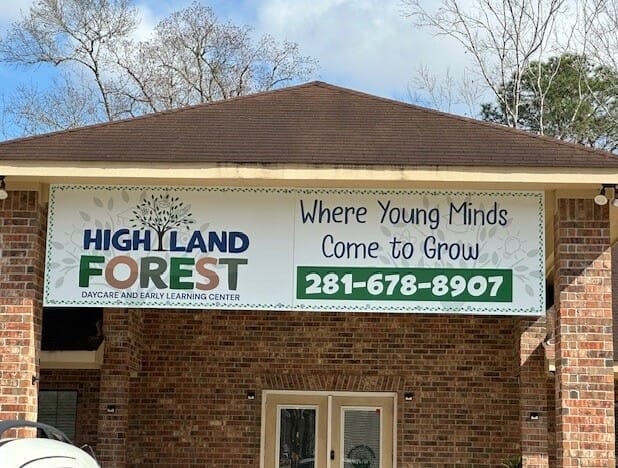 HIGHLAND
FOREST
DAYCARE AND EARLY LEARNING CENTER
Where Young Minds
Come to Grow
281-678-8907